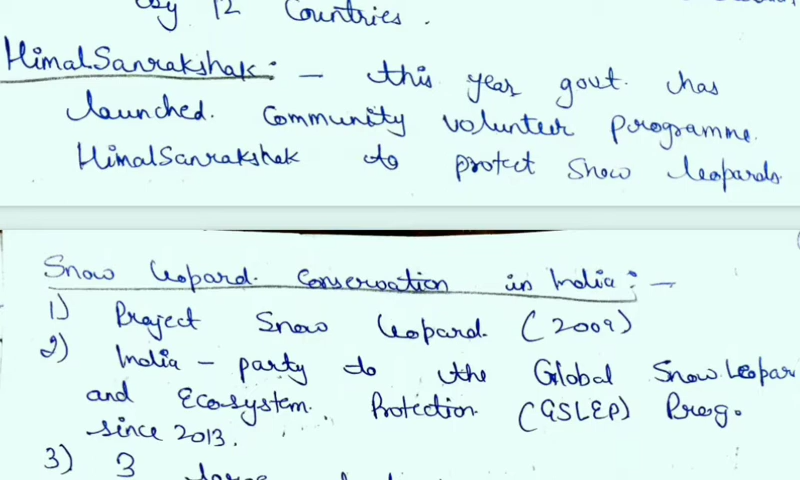 by 12 Countries.
HimalSanrakshak: - this year govt. has
launched. Community volunteer programme.
HimalSanrakshak to protect snow leopards
Snow leopard. Conservation in India: -
1) Project Snow leopard. (2009)
2) India - party to the Global Snow Leopar
and Ecosystem. Protection (GSLEP) Prog.
since 2013.
3) 3 large